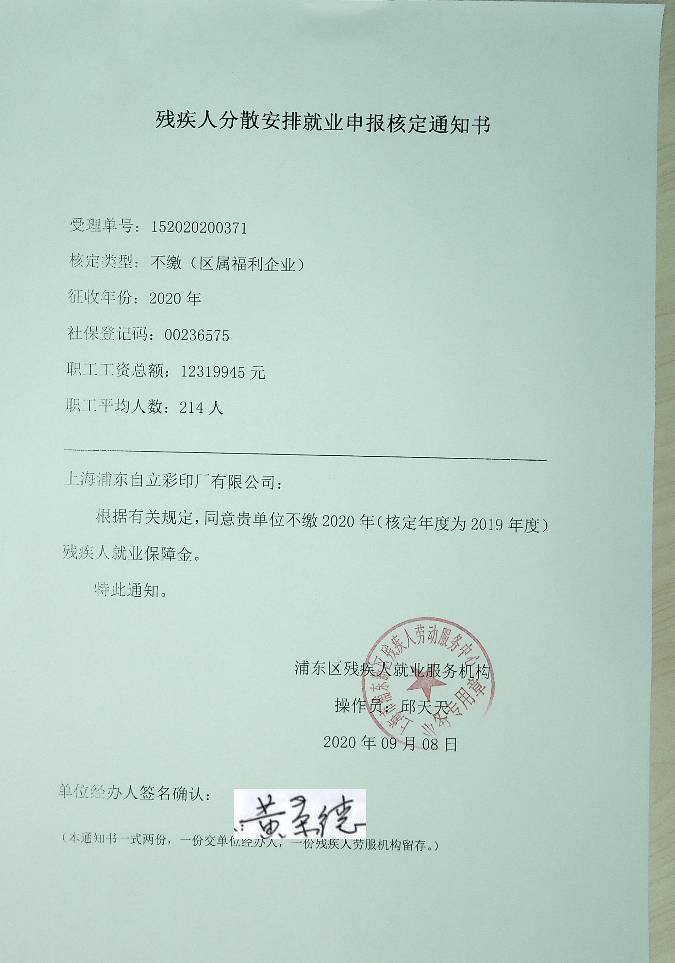 残疾人分散安排就业申报核定通知书
受理单号：152020200371
核定类型：不缴（区属福利企业）
征收年份：2020 年
社保登记码：00236575
职工工资总额：12319945 元
职工平均人数：214 人
上海浦东自立彩印厂有限公司：
根据有关规定，同意贵单位不缴 2020 年（核定年度为 2019 年度）
残疾人就业保障金。
特此通知。
浦东区残疾人就业服务机构
操作员：邱天天
2020 年 09 月 08 日
上海市浦东新区残疾人劳动服务中心
业务专用章
单位经办人签名确认：
（本通知书一式两份，一份交单位经办人，一份残疾人劳服机构留存。）